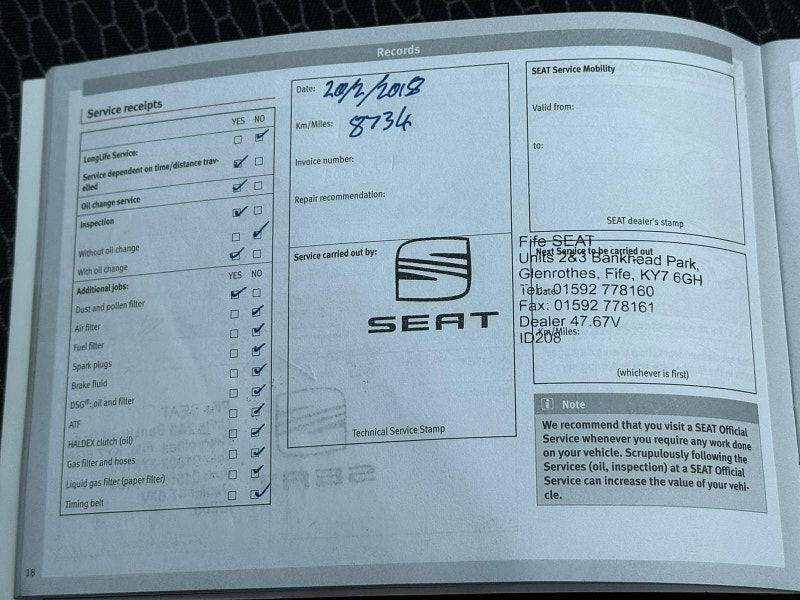 Records
Service receipts
YES NO
LongLife Service:
Service dependent on time/distance trav-
elled
Oil change service
Inspection
Without oil change
With oil change
Additional jobs: YES NO
Dust and pollen filter
Air filter
Fuel filter
Spark plugs
Brake fluid
DSG®: oil and filter
ATF
HALDEX clutch (oil)
Gas filter and hoses
Liquid gas filter (paper filter)
Timing belt
Date: 20/2/2018
Km/Miles: 8734
Invoice number:
Repair recommendation:
Service carried out by:
SEAT
Technical Service Stamp
SEAT Service Mobility
Valid from:
to:
SEAT dealer's stamp
Next Service to be carried out
Date:
Km/Miles:
(whichever is first)
Fife SEAT
Units 2&3 Bankhead Park,
Glenrothes, Fife, KY7 6GH
Tel: 01592 778160
Fax: 01592 778161
Dealer 47.67V
ID208
i Note
We recommend that you visit a SEAT Official
Service whenever you require any work done
on your vehicle. Scrupulously following the
Services (oil, inspection) at a SEAT Official
Service can increase the value of your vehi-
cle.
18